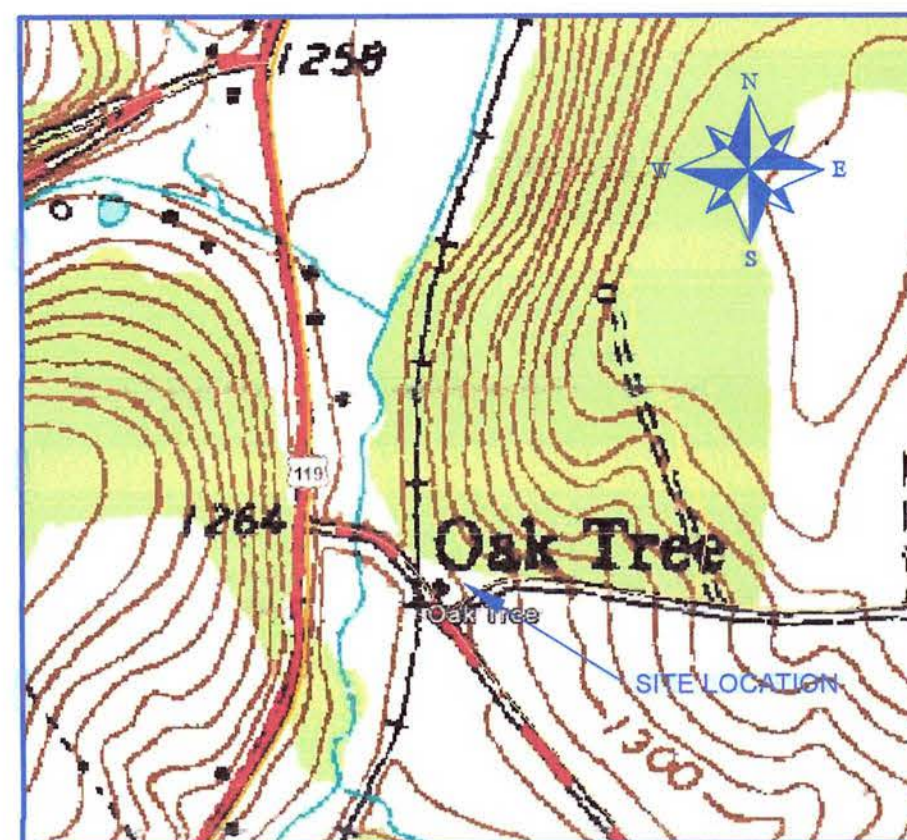 1258
N
W E
S
119
1264
Oak Tree
Oak Tree
SITE LOCATION
1300